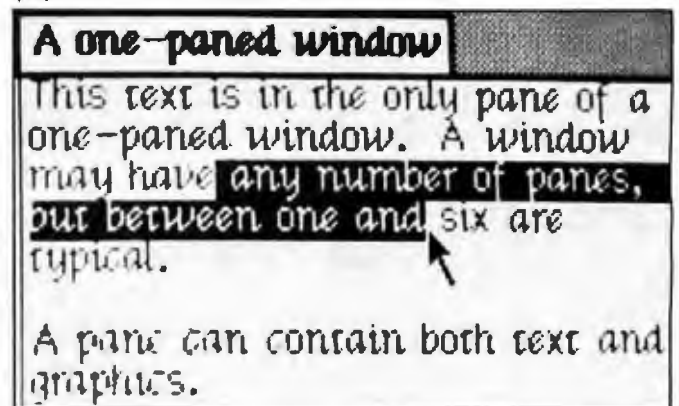 A one-paned window
This text is in the only pane of a
one-paned window. A window
may have any number of panes,
but between one and six are
typical.
A pane can contain both text and
graphics.